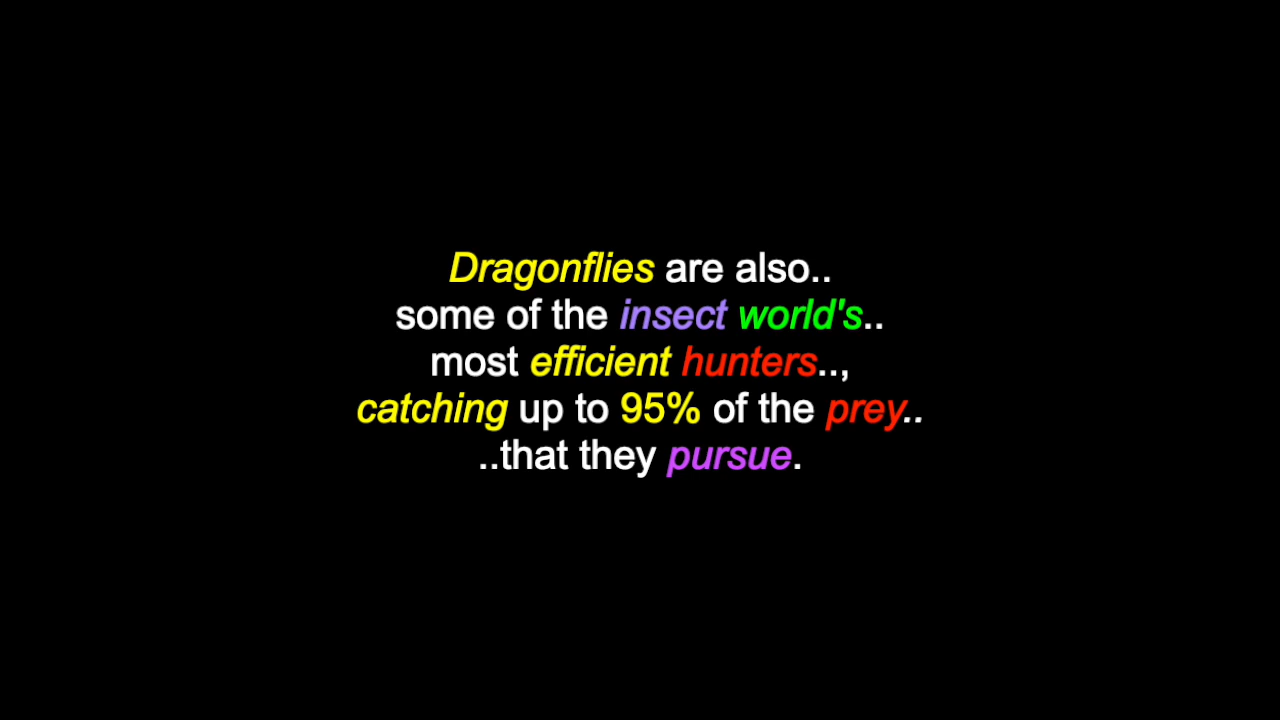 Dragonflies are also..
some of the insect world's..
most efficient hunters..,
catching up to 95% of the prey..
..that they pursue.